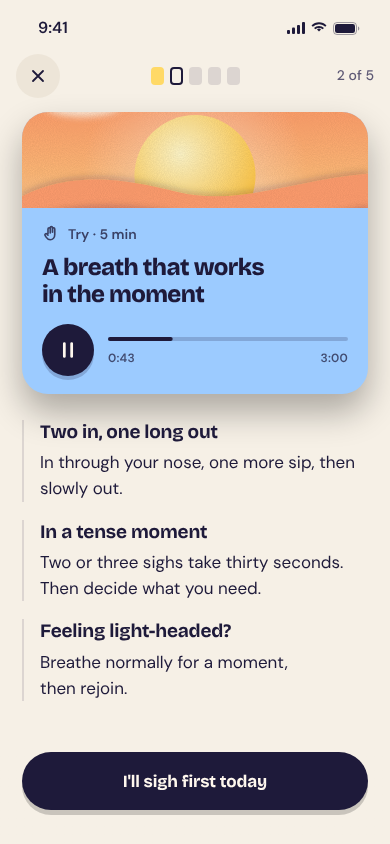 9:41
2 of 5
Try · 5 min
A breath that works
in the moment
0:43
3:00
Two in, one long out
In through your nose, one more sip, then
slowly out.
In a tense moment
Two or three sighs take thirty seconds.
Then decide what you need.
Feeling light-headed?
Breathe normally for a moment,
then rejoin.
I'll sigh first today